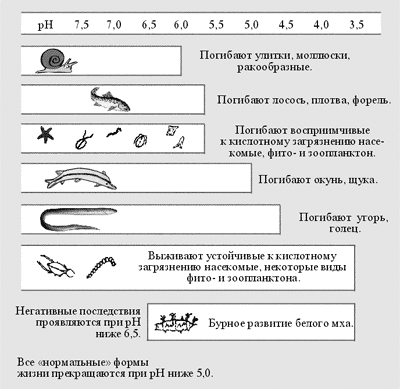 pH 7,5 7,0 6,5 6,0 5,5 5,0 4,5 4,0 3,5
Погибают улитки, моллюски,
ракообразные.
Погибают лосось, плотва, форель.
Погибают восприимчивые
к кислотному загрязнению насе-
комые, фито- и зоопланктон.
Погибают окунь, щука.
Погибают угорь,
голец.
Выживают устойчивые к кислотному
загрязнению насекомые, некоторые виды
фито- и зоопланктона.
Негативные последствия
проявляются при pH
ниже 6,5.
Бурное развитие белого мха.
Все «нормальные» формы
жизни прекращаются при pH ниже 5,0.